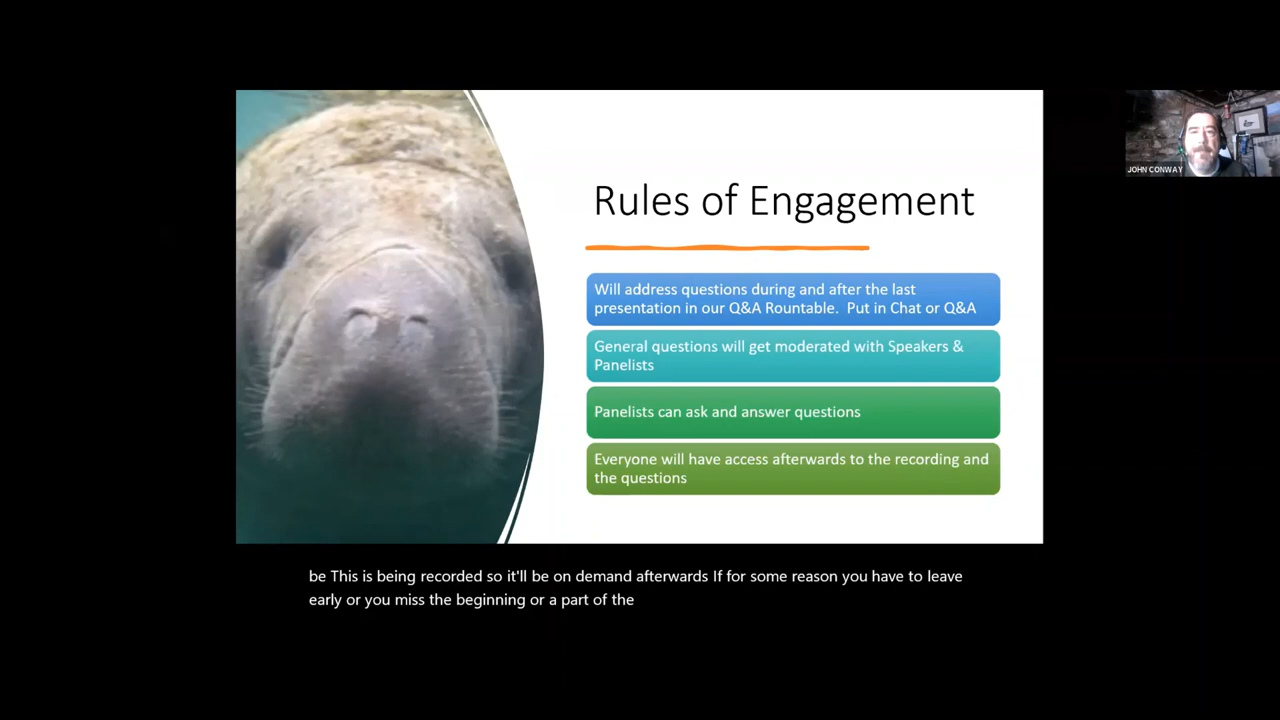 JOHN CONWAY
Rules of Engagement
Will address questions during and after the last
presentation in our Q&A Roundtable.  Put in Chat or Q&A
General questions will get moderated with Speakers &
Panelists
Panelists can ask and answer questions
Everyone will have access afterwards to the recording and
the questions
be This is being recorded so it'll be on demand afterwards If for some reason you have to leave
early or you miss the beginning or a part of the